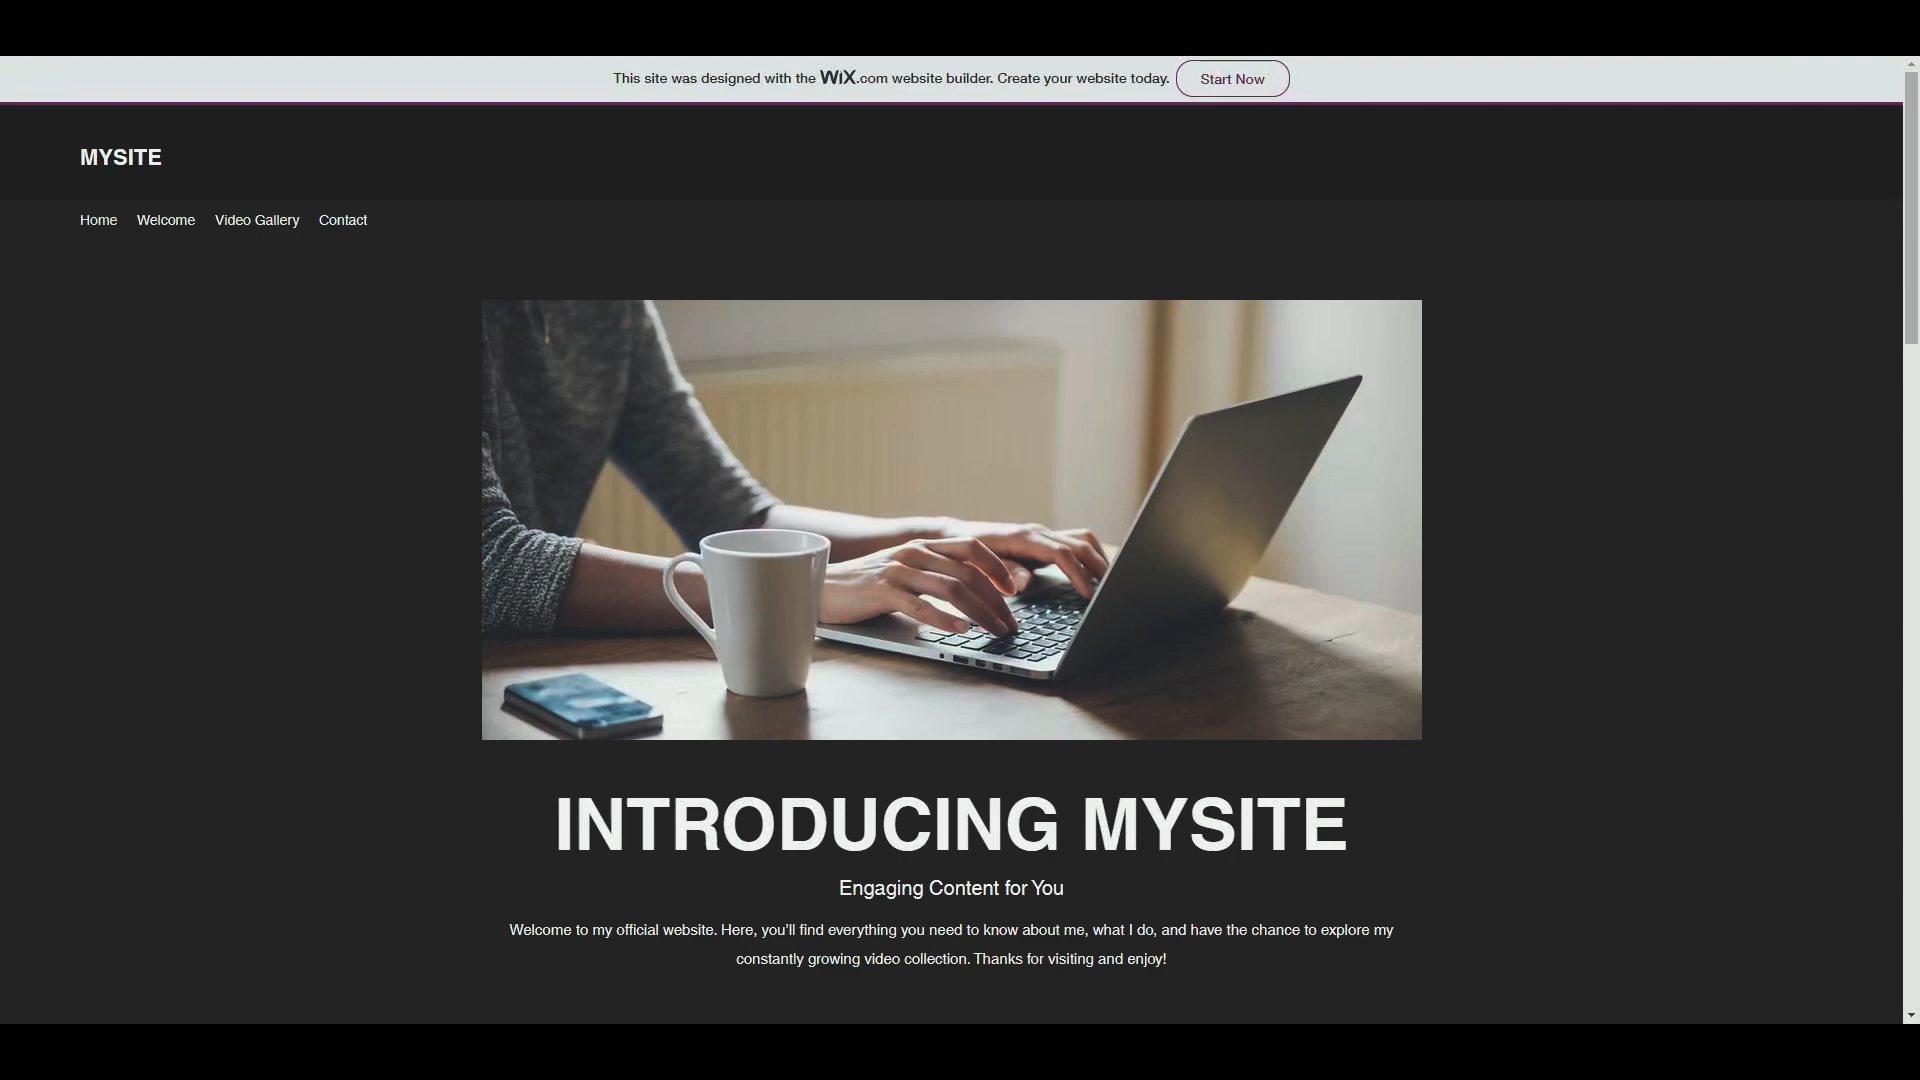 This site was designed with the WiX.com website builder. Create your website today. Start Now
MYSITE
Home Welcome Video Gallery Contact
INTRODUCING MYSITE
Engaging Content for You
Welcome to my official website. Here, you’ll find everything you need to know about me, what I do, and have the chance to explore my
constantly growing video collection. Thanks for visiting and enjoy!